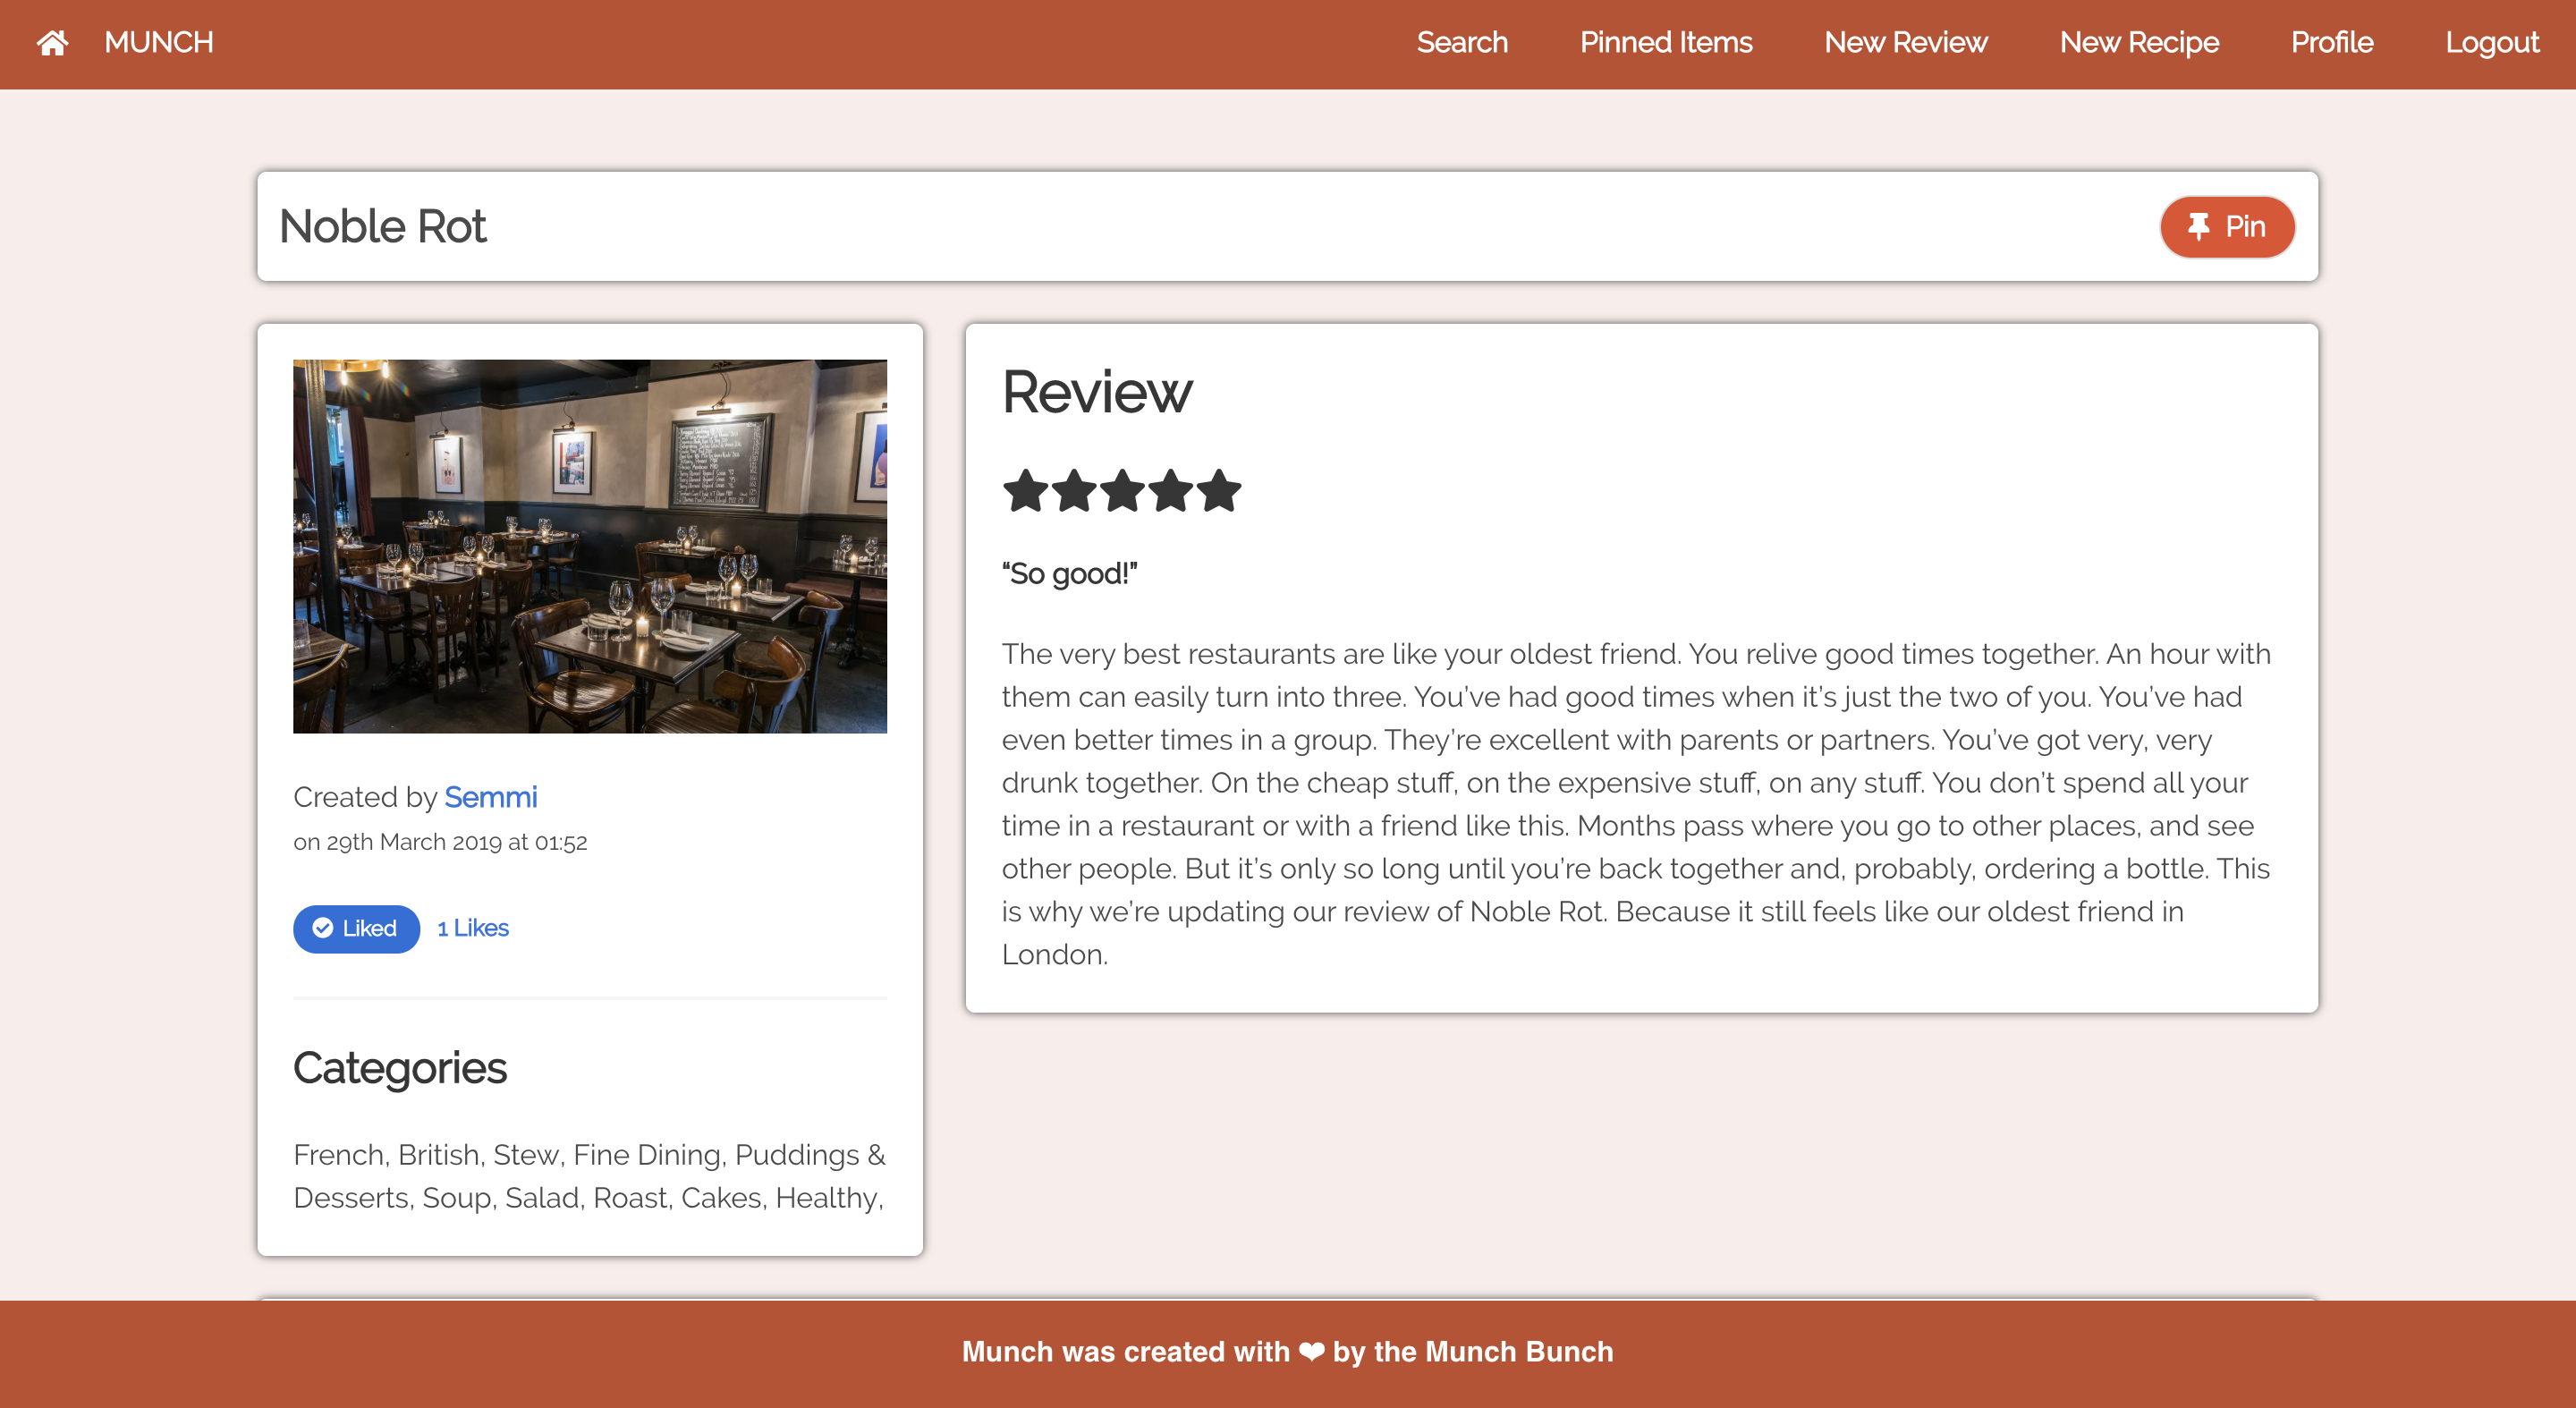 MUNCH
Search
Pinned Items
New Review
New Recipe
Profile
Logout
Noble Rot
Pin
Created by Semmi
on 29th March 2019 at 01:52
Liked
1 Likes
Categories
French, British, Stew, Fine Dining, Puddings &
Desserts, Soup, Salad, Roast, Cakes, Healthy,
Review
“So good!”
The very best restaurants are like your oldest friend. You relive good times together. An hour with
them can easily turn into three. You’ve had good times when it’s just the two of you. You’ve had
even better times in a group. They’re excellent with parents or partners. You’ve got very, very
drunk together. On the cheap stuff, on the expensive stuff, on any stuff. You don’t spend all your
time in a restaurant or with a friend like this. Months pass where you go to other places, and see
other people. But it’s only so long until you’re back together and, probably, ordering a bottle. This
is why we’re updating our review of Noble Rot. Because it still feels like our oldest friend in
London.
Munch was created with ❤ by the Munch Bunch